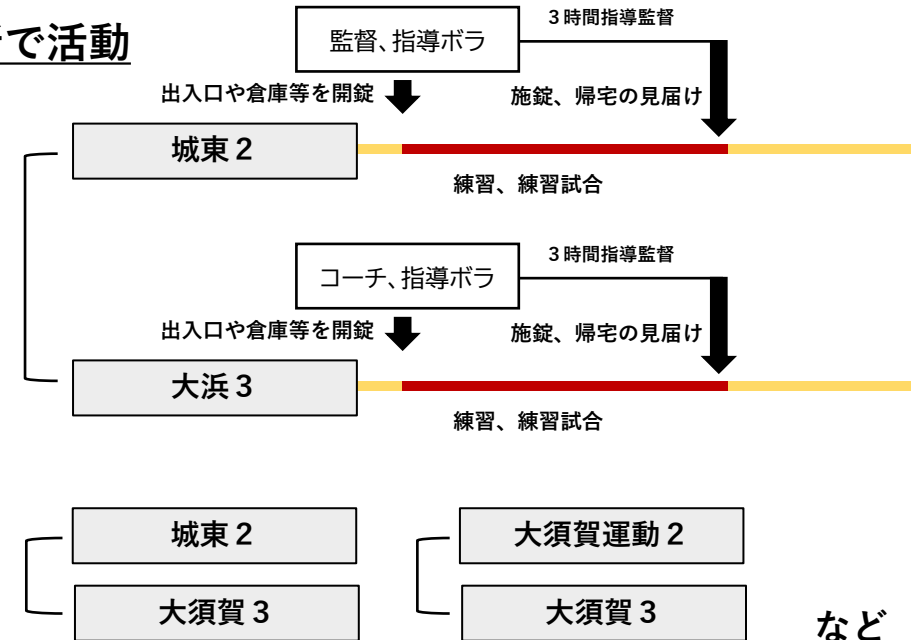 で活動
監督、指導ボラ
３時間指導監督
出入口や倉庫等を開錠
施錠、帰宅の見届け
城東２
練習、練習試合
コーチ、指導ボラ
３時間指導監督
出入口や倉庫等を開錠
施錠、帰宅の見届け
大浜３
練習、練習試合
城東２
大須賀運動２
大須賀３
大須賀３
など